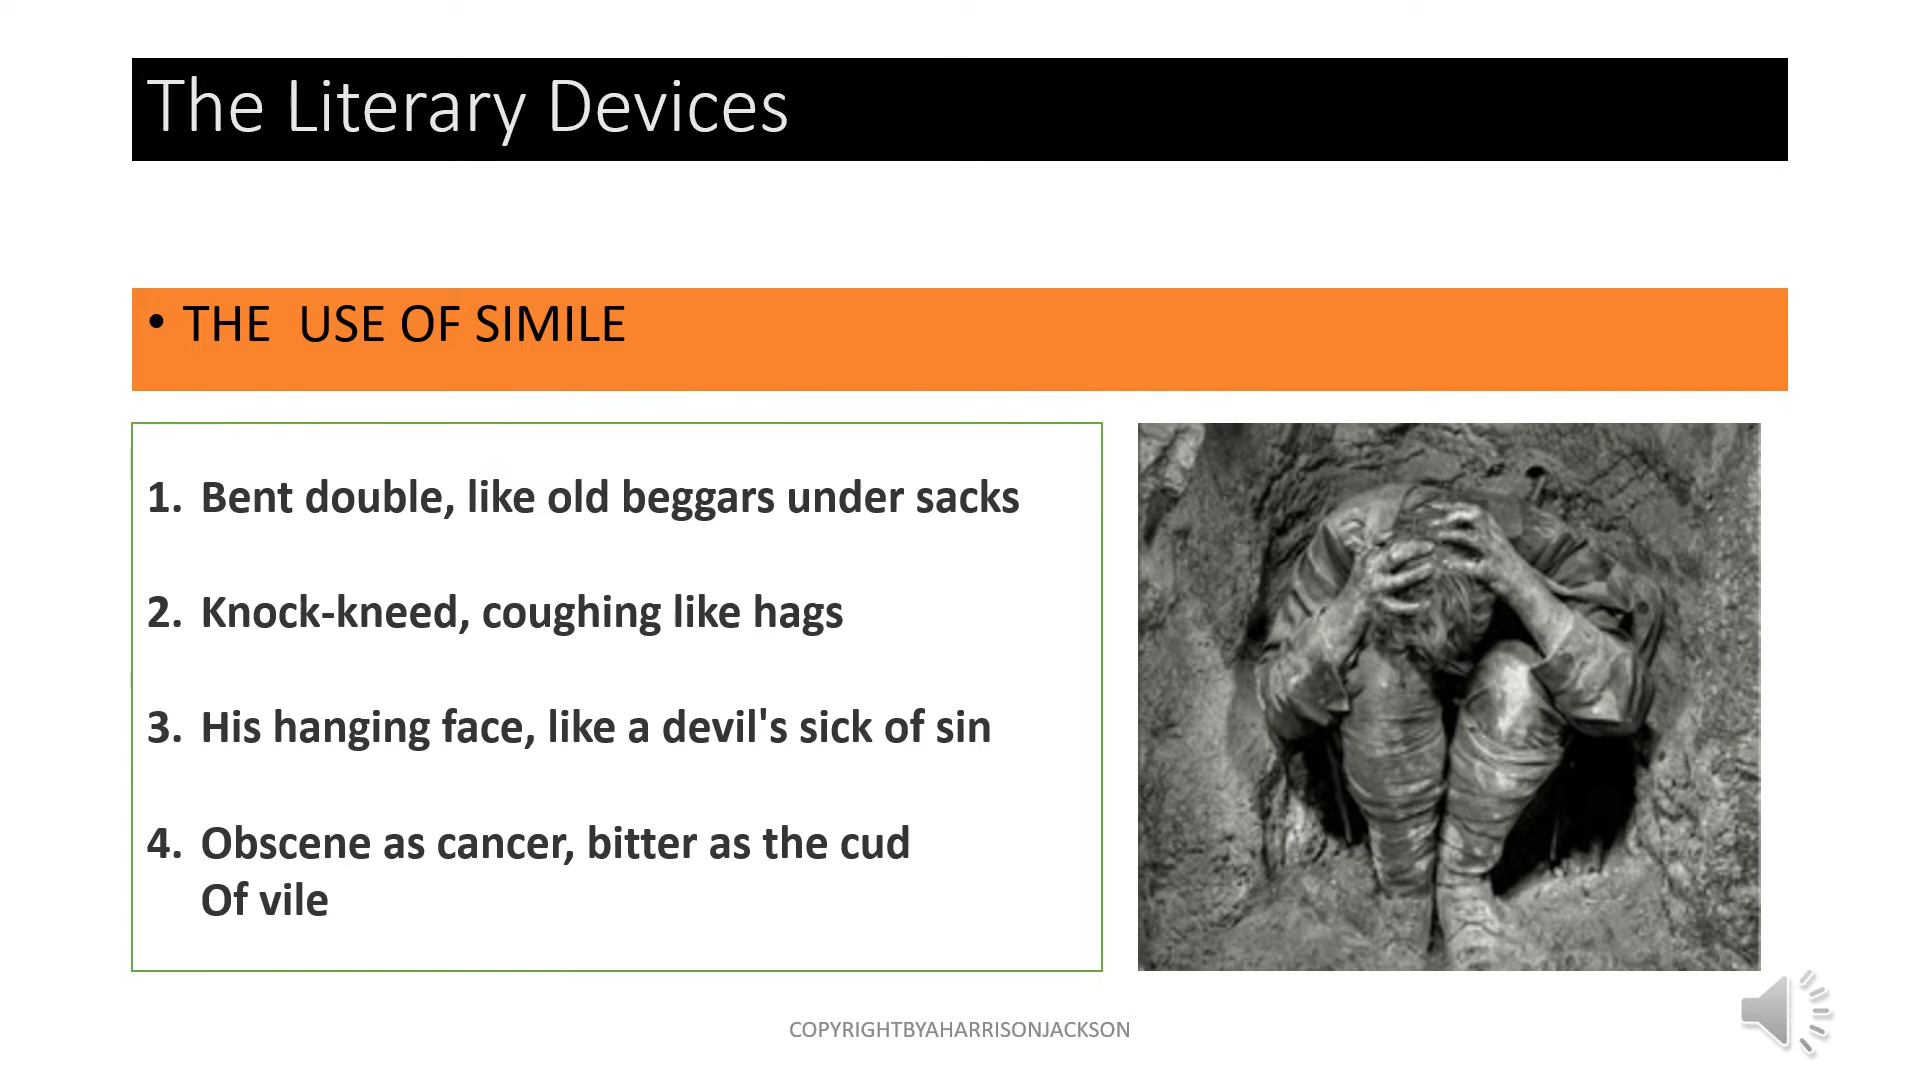 The Literary Devices
• THE  USE OF SIMILE
1. Bent double, like old beggars under sacks
2. Knock-kneed, coughing like hags
3. His hanging face, like a devil's sick of sin
4. Obscene as cancer, bitter as the cud
Of vile
COPYRIGHTBYAHARRISONJACKSON